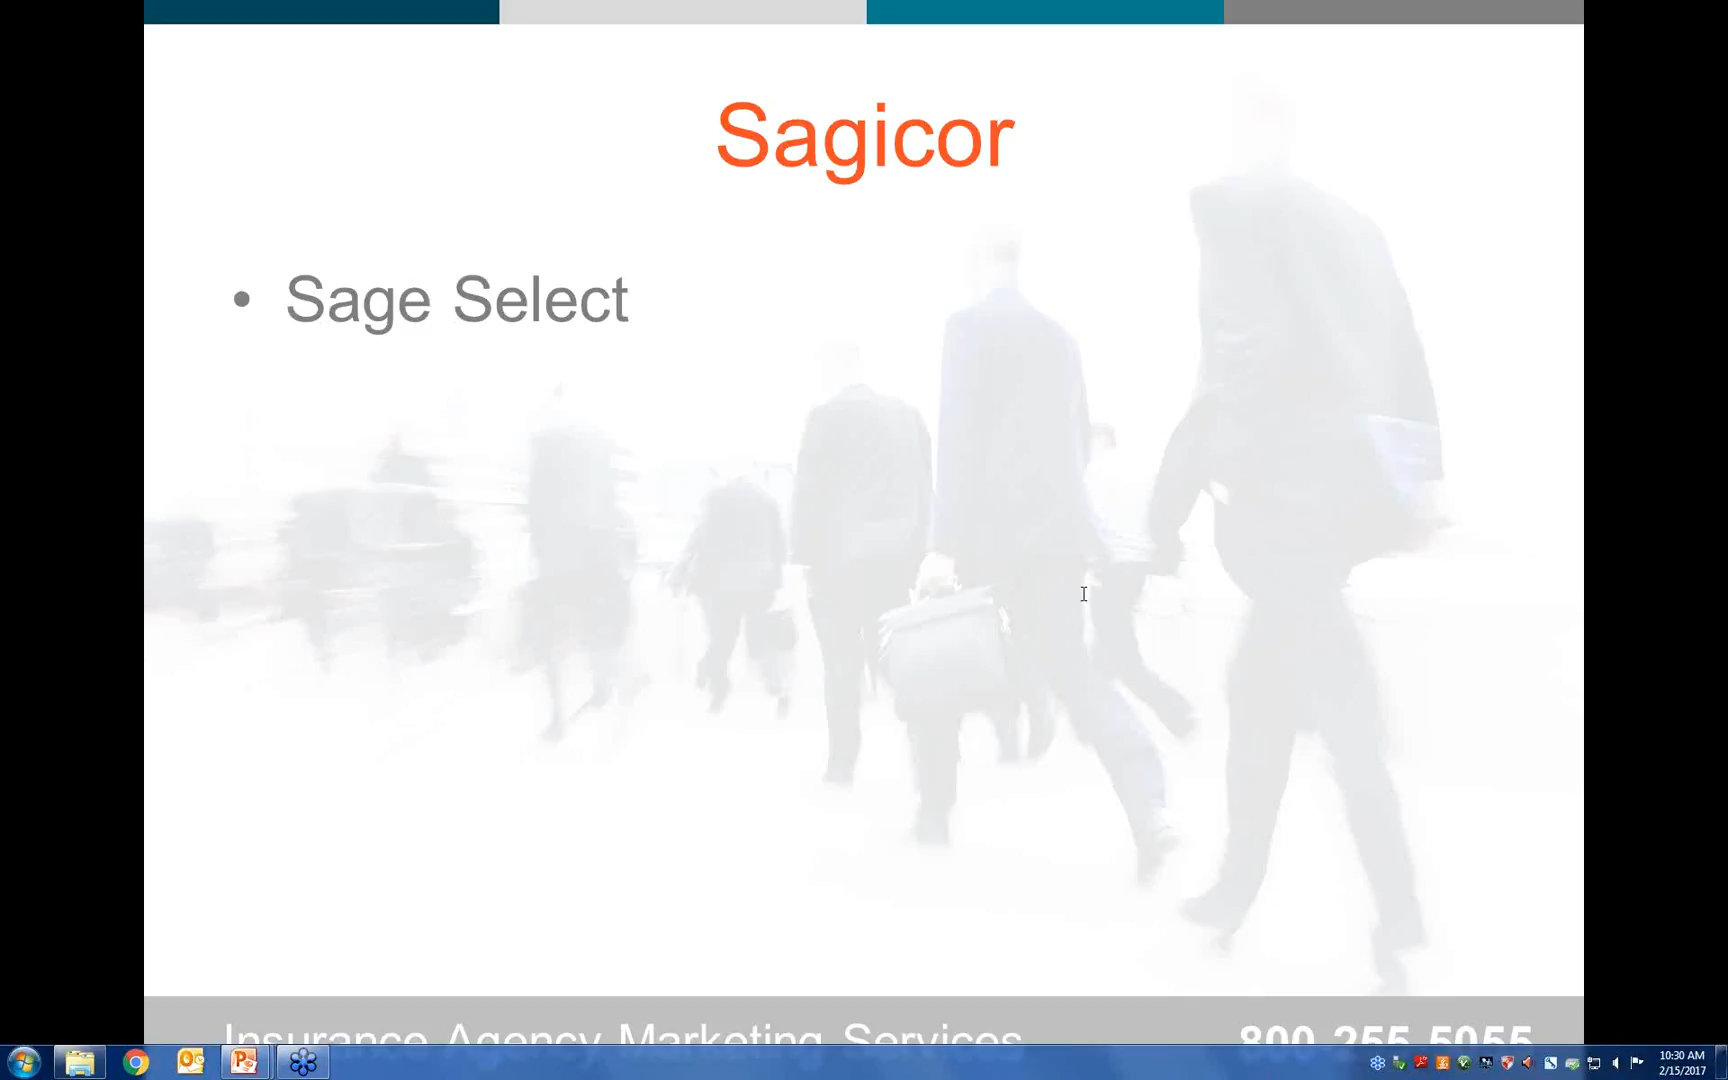 Sagicor
• Sage Select
Insurance Agency Marketing Services
800.255.5055
10:30 AM
2/15/2017